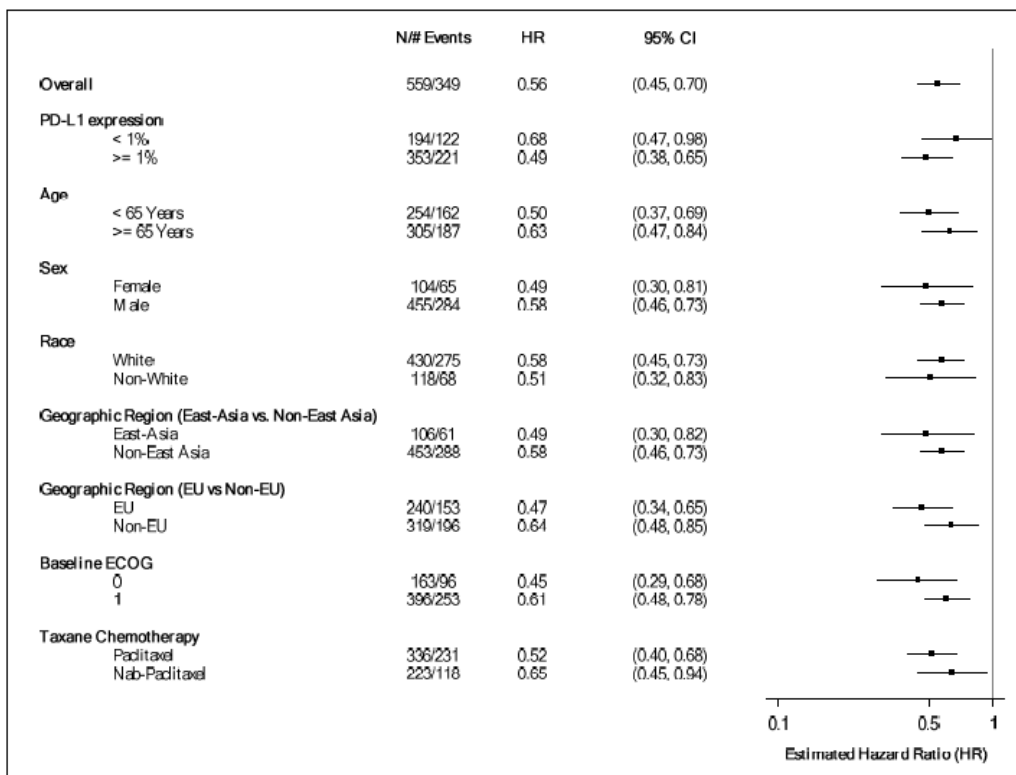 N/# Events HR 95% CI
Overall 559/349 0.56 (0.45, 0.70)
PD-L1 expression
< 1% 194/122 0.68 (0.47, 0.98)
>= 1% 353/221 0.49 (0.38, 0.65)
Age
< 65 Years 254/162 0.50 (0.37, 0.69)
>= 65 Years 305/187 0.63 (0.47, 0.84)
Sex
Female 104/65 0.49 (0.30, 0.81)
Male 455/284 0.58 (0.46, 0.73)
Race
White 430/275 0.58 (0.45, 0.73)
Non-White 118/68 0.51 (0.32, 0.83)
Geographic Region (East-Asia vs. Non-East Asia)
East-Asia 106/61 0.49 (0.30, 0.82)
Non-East Asia 453/288 0.58 (0.46, 0.73)
Geographic Region (EU vs Non-EU)
EU 240/153 0.47 (0.34, 0.65)
Non-EU 319/196 0.64 (0.48, 0.85)
Baseline ECOG
0 163/96 0.45 (0.29, 0.68)
1 396/253 0.61 (0.48, 0.78)
Taxane Chemotherapy
Paclitaxel 336/231 0.52 (0.40, 0.68)
Nab-Paclitaxel 223/118 0.65 (0.45, 0.94)
0.1 0.5 1
Estimated Hazard Ratio (HR)